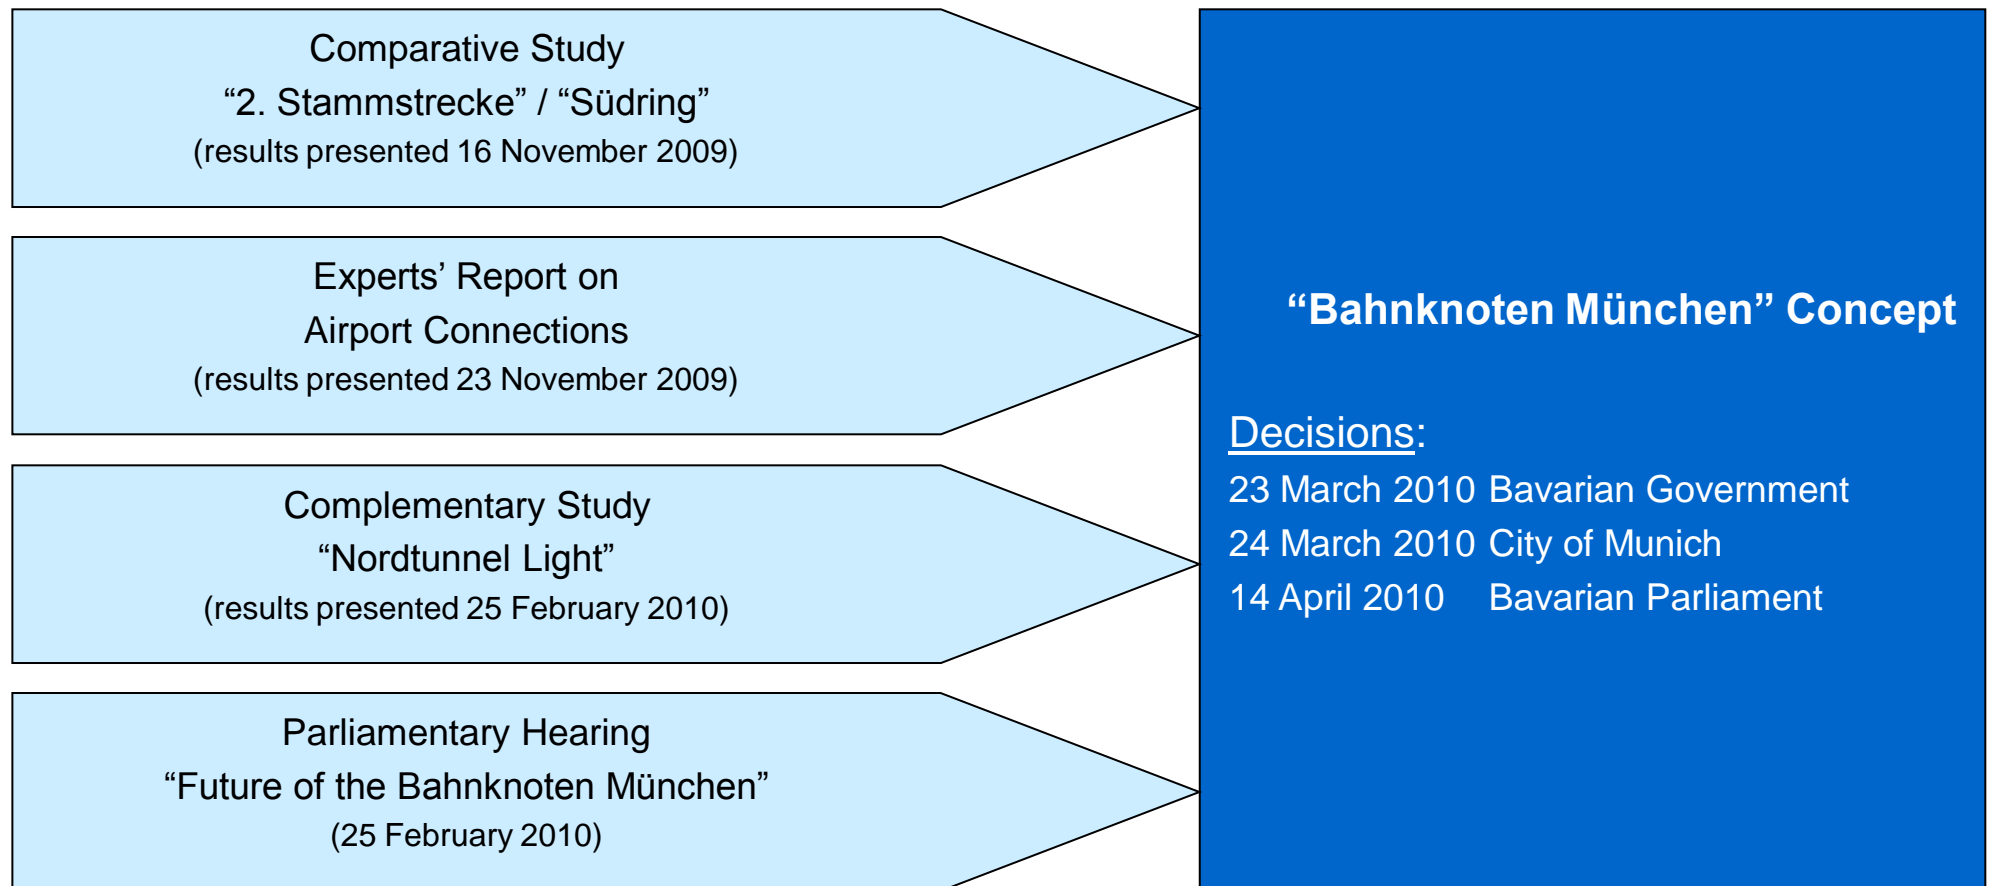 Comparative Study
“2. Stammstrecke” / “Südring”
(results presented 16 November 2009)
Experts’ Report on
Airport Connections
(results presented 23 November 2009)
Complementary Study
“Nordtunnel Light”
(results presented 25 February 2010)
Parliamentary Hearing
“Future of the Bahnknoten München”
(25 February 2010)
“Bahnknoten München” Concept
Decisions:
23 March 2010 Bavarian Government
24 March 2010 City of Munich
14 April 2010 Bavarian Parliament